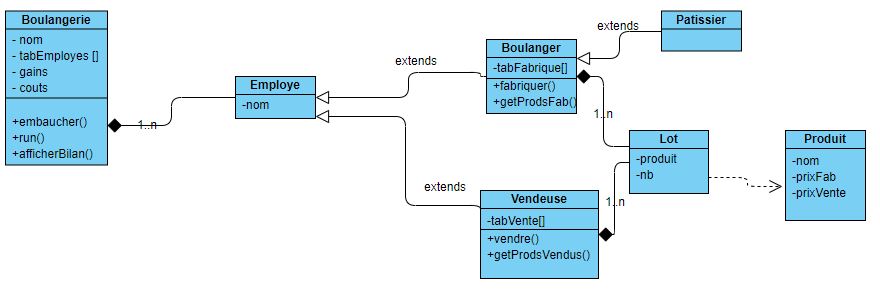 Boulangerie
- nom
- tabEmployes []
- gains
- couts
+embaucher()
+run()
+afficherBilan()
1..n
Employe
-nom
extends
extends
Boulanger
-tabFabrique[]
+fabriquer()
+getProdsFab()
extends
Patissier
1..n
Vendeuse
-tabVente[]
+vendre()
+getProdsVendus()
1..n
Lot
-produit
-nb
Produit
-nom
-prixFab
-prixVente